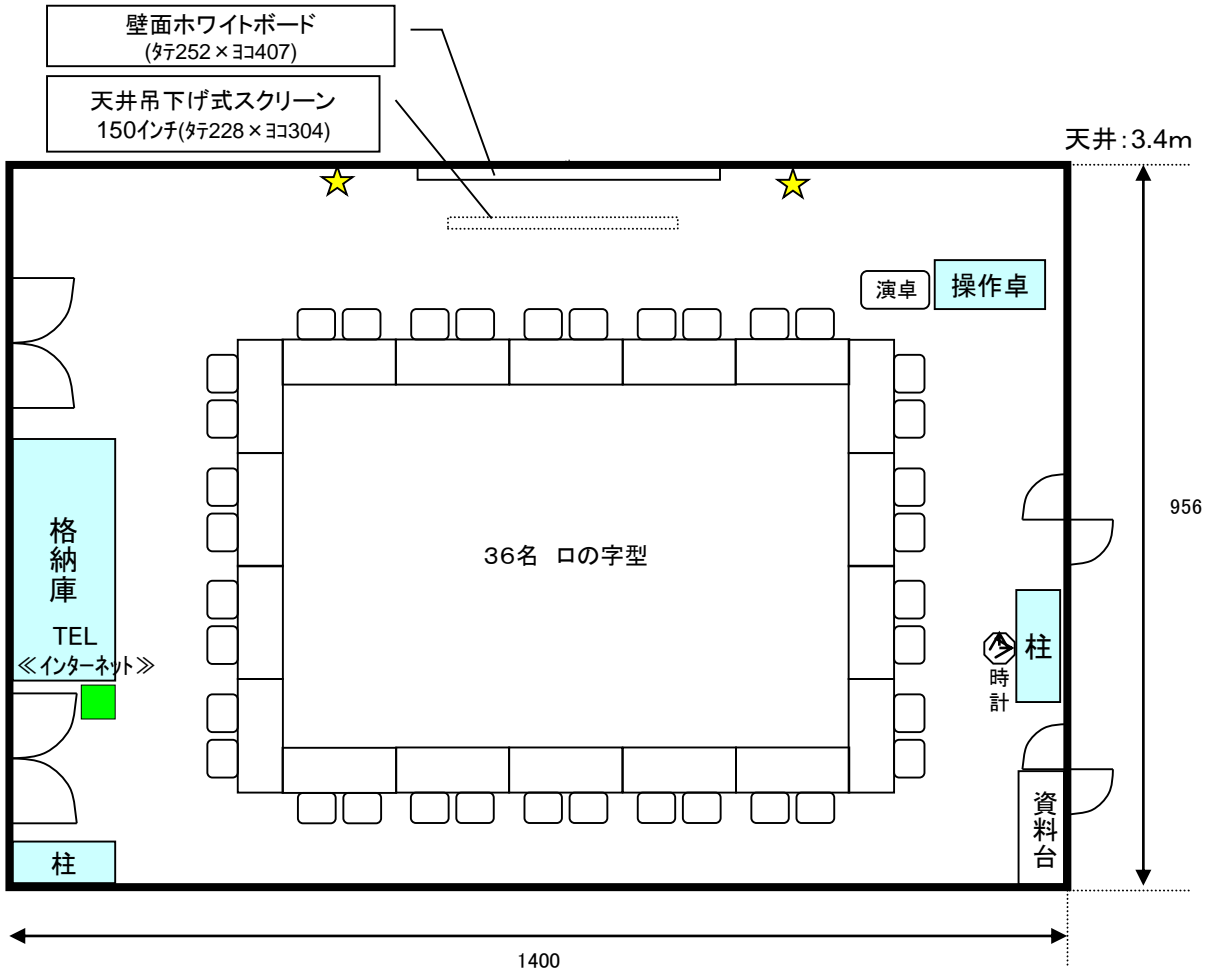 壁面ホワイトボード
(ﾀﾃ252×ﾖｺ407)
天井吊下げ式スクリーン
150インチ(ﾀﾃ228×ﾖｺ304)
天井:3.4m
演卓
操作卓
956
格納庫
36名 ロの字型
TEL
≪ｲﾝﾀｰﾈｯﾄ≫
柱
時計
資料台
柱
1400